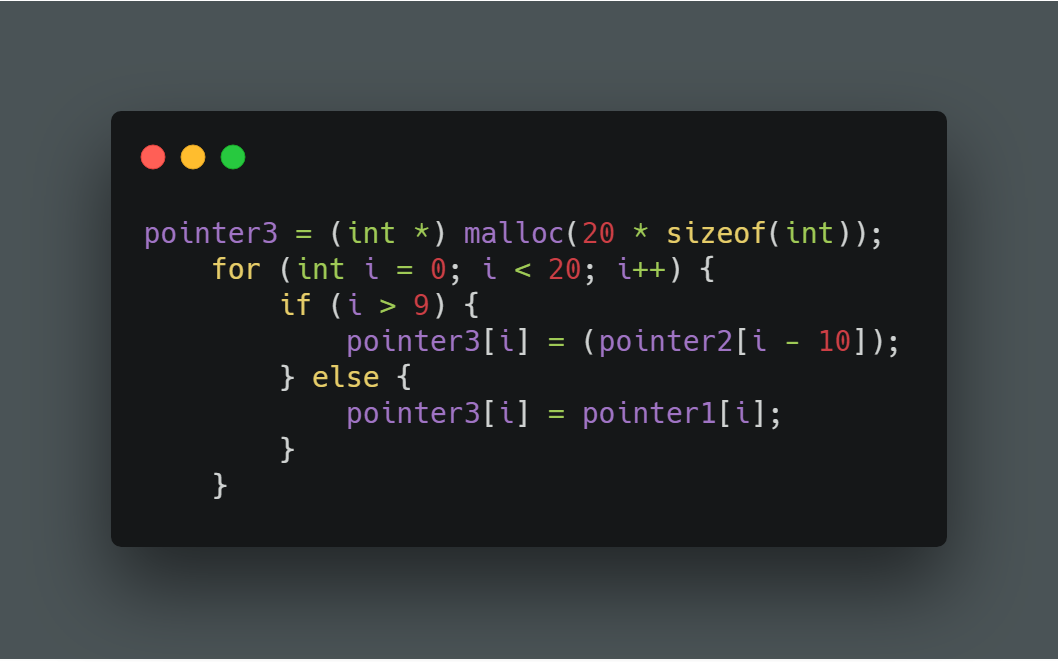 pointer3 = (int *) malloc(20 * sizeof(int));
    for (int i = 0; i < 20; i++) {
        if (i > 9) {
            pointer3[i] = (pointer2[i - 10]);
        } else {
            pointer3[i] = pointer1[i];
        }
    }